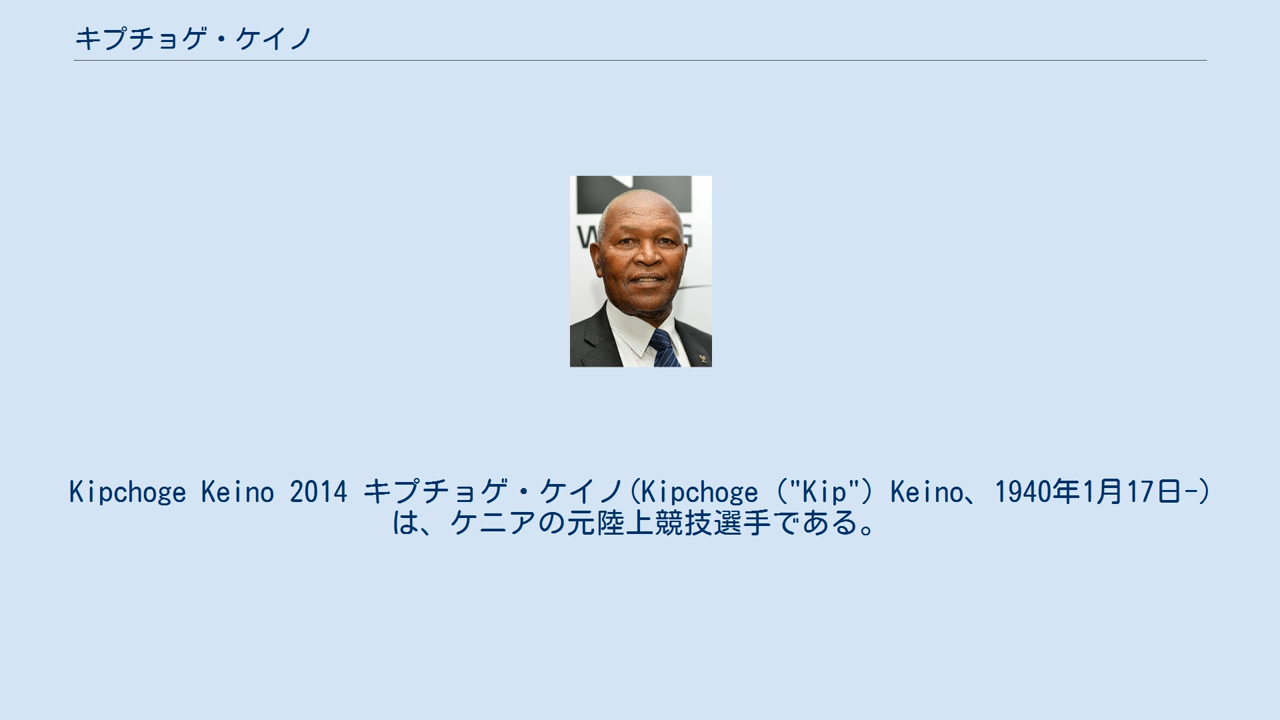 キプチョゲ・ケイノ
Kipchoge Keino 2014 キプチョゲ・ケイノ(Kipchoge ("Kip") Keino、1940年1月17日-)
は、ケニアの元陸上競技選手である。